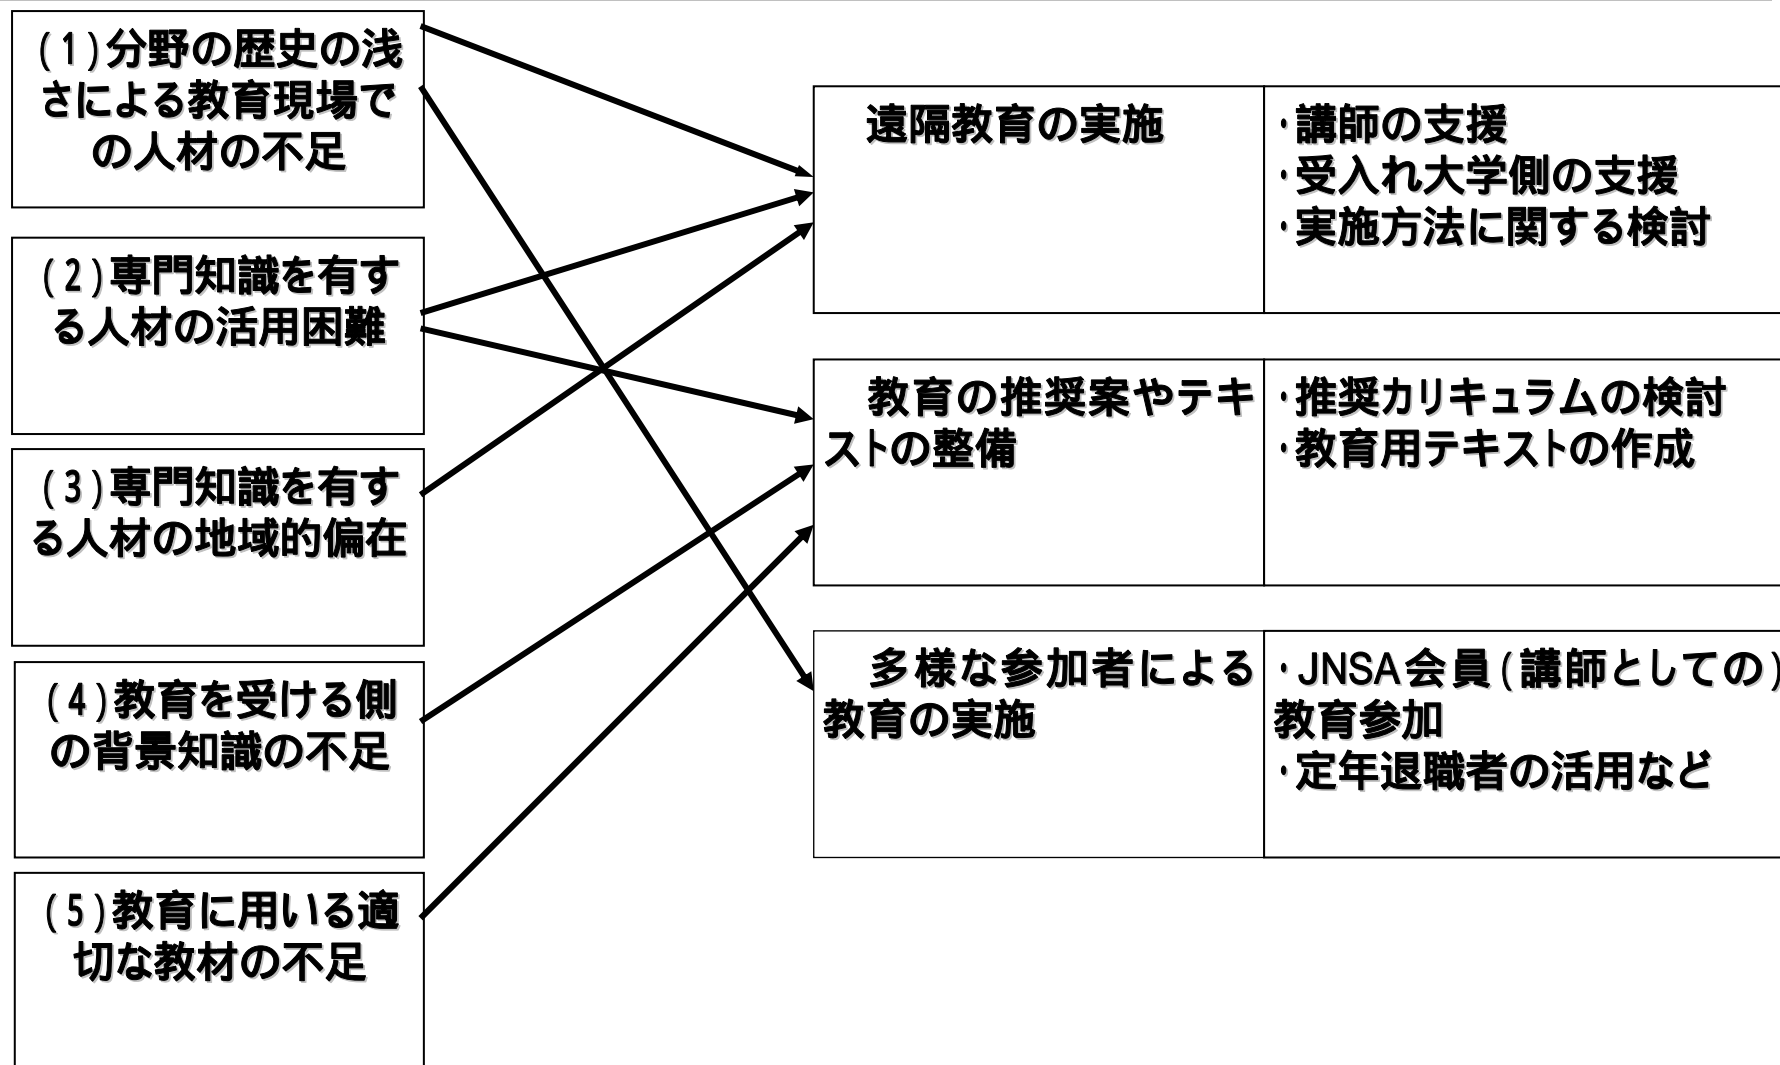 (1)分野の歴史の浅
さによる教育現場で
の人材の不足
(2)専門知識を有す
る人材の活用困難
(3)専門知識を有す
る人材の地域的偏在
(4)教育を受ける側
の背景知識の不足
(5)教育に用いる適
切な教材の不足
遠隔教育の実施
・講師の支援
・受入れ大学側の支援
・実施方法に関する検討
教育の推奨案やテキ
ストの整備
・推奨カリキュラムの検討
・教育用テキストの作成
多様な参加者による
教育の実施
・JNSA会員(講師としての)
教育参加
・定年退職者の活用など